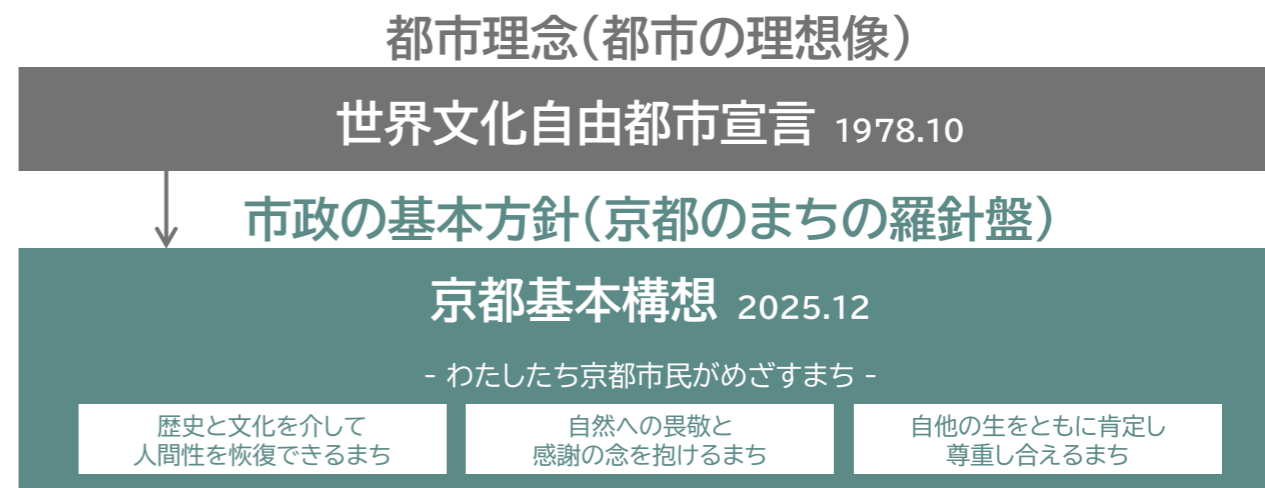 都市理念(都市の理想像)
世界文化自由都市宣言 1978.10
市政の基本方針(京都のまちの羅針盤)
京都基本構想 2025.12
- わたしたち京都市民がめざすまち -
歴史と文化を介して
人間性を恢復できるまち
自然への畏敬と
感謝の念を抱けるまち
自他の生をともに肯定し
尊重し合えるまち